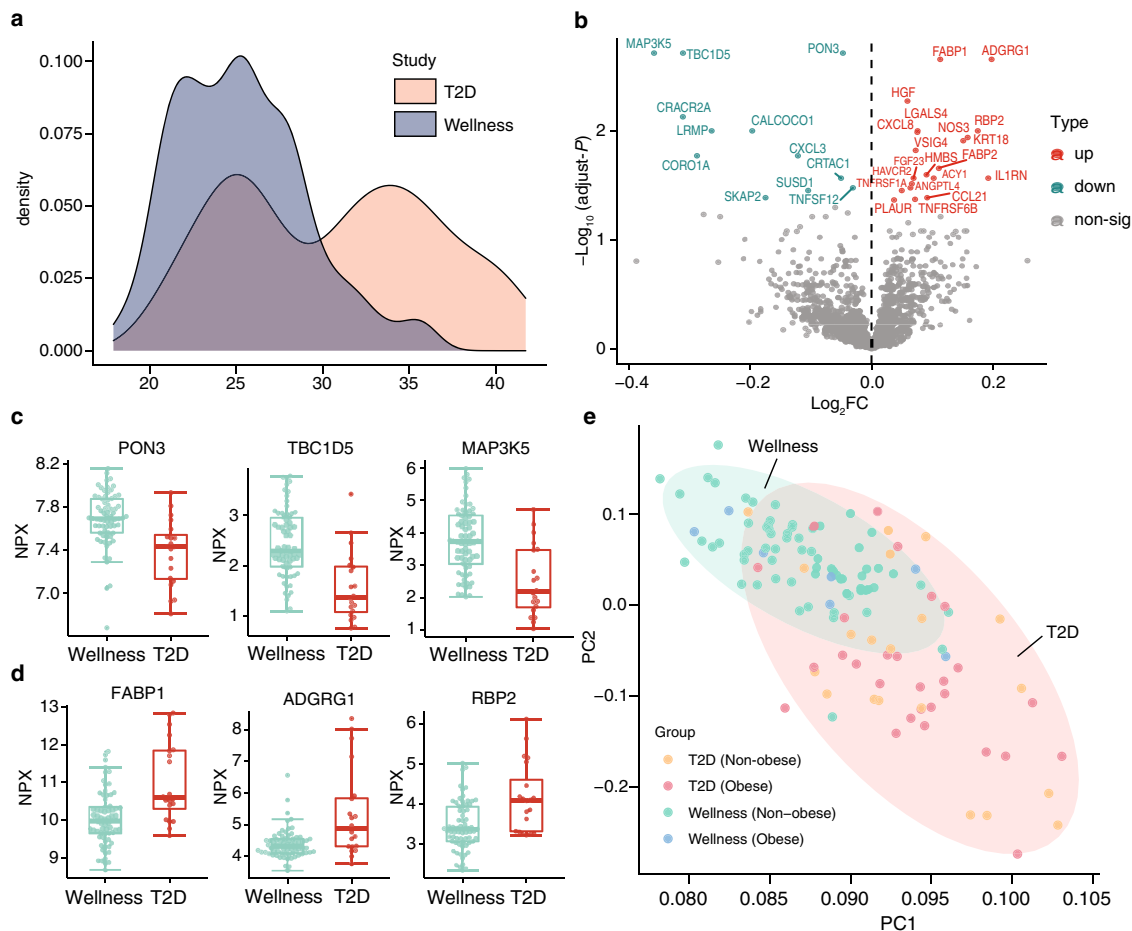 a
0.100
0.075
0.050
0.025
0.000
density
20
25
30
35
40
Study
T2D
Wellness
b
MAP3K5
TBC1D5
PON3
FABP1
ADGRG1
HGF
CRACR2A
LGALS4
LRMP
CALCOCO1
CXCL8
NOS3
RBP2
KRT18
VSIG4
CORO1A
CXCL3
CRTAC1
FGF23
HMBS
FABP2
HAVCR2
ACY1
IL1RN
SUSD1
TNFRSF1A
ANGPTL4
SKAP2
TNFSF12
CCL21
PLAUR
TNFRSF6B
2
1
0
−Log10 (adjust-P)
−0.4
−0.2
0.0
0.2
Log2FC
Type
up
down
non-sig
c
PON3
8.2
7.8
7.4
7.0
NPX
Wellness T2D
TBC1D5
3
2
1
NPX
Wellness T2D
MAP3K5
6
5
4
3
2
1
NPX
Wellness T2D
d
FABP1
13
12
10
9
NPX
Wellness T2D
ADGRG1
8
7
6
5
4
NPX
Wellness T2D
RBP2
6
5
4
3
NPX
Wellness T2D
e
Wellness
T2D
0.1
0.0
−0.1
−0.2
PC2
Group
T2D (Non-obese)
T2D (Obese)
Wellness (Non−obese)
Wellness (Obese)
0.080
0.085
0.090
0.095
0.100
0.105
PC1